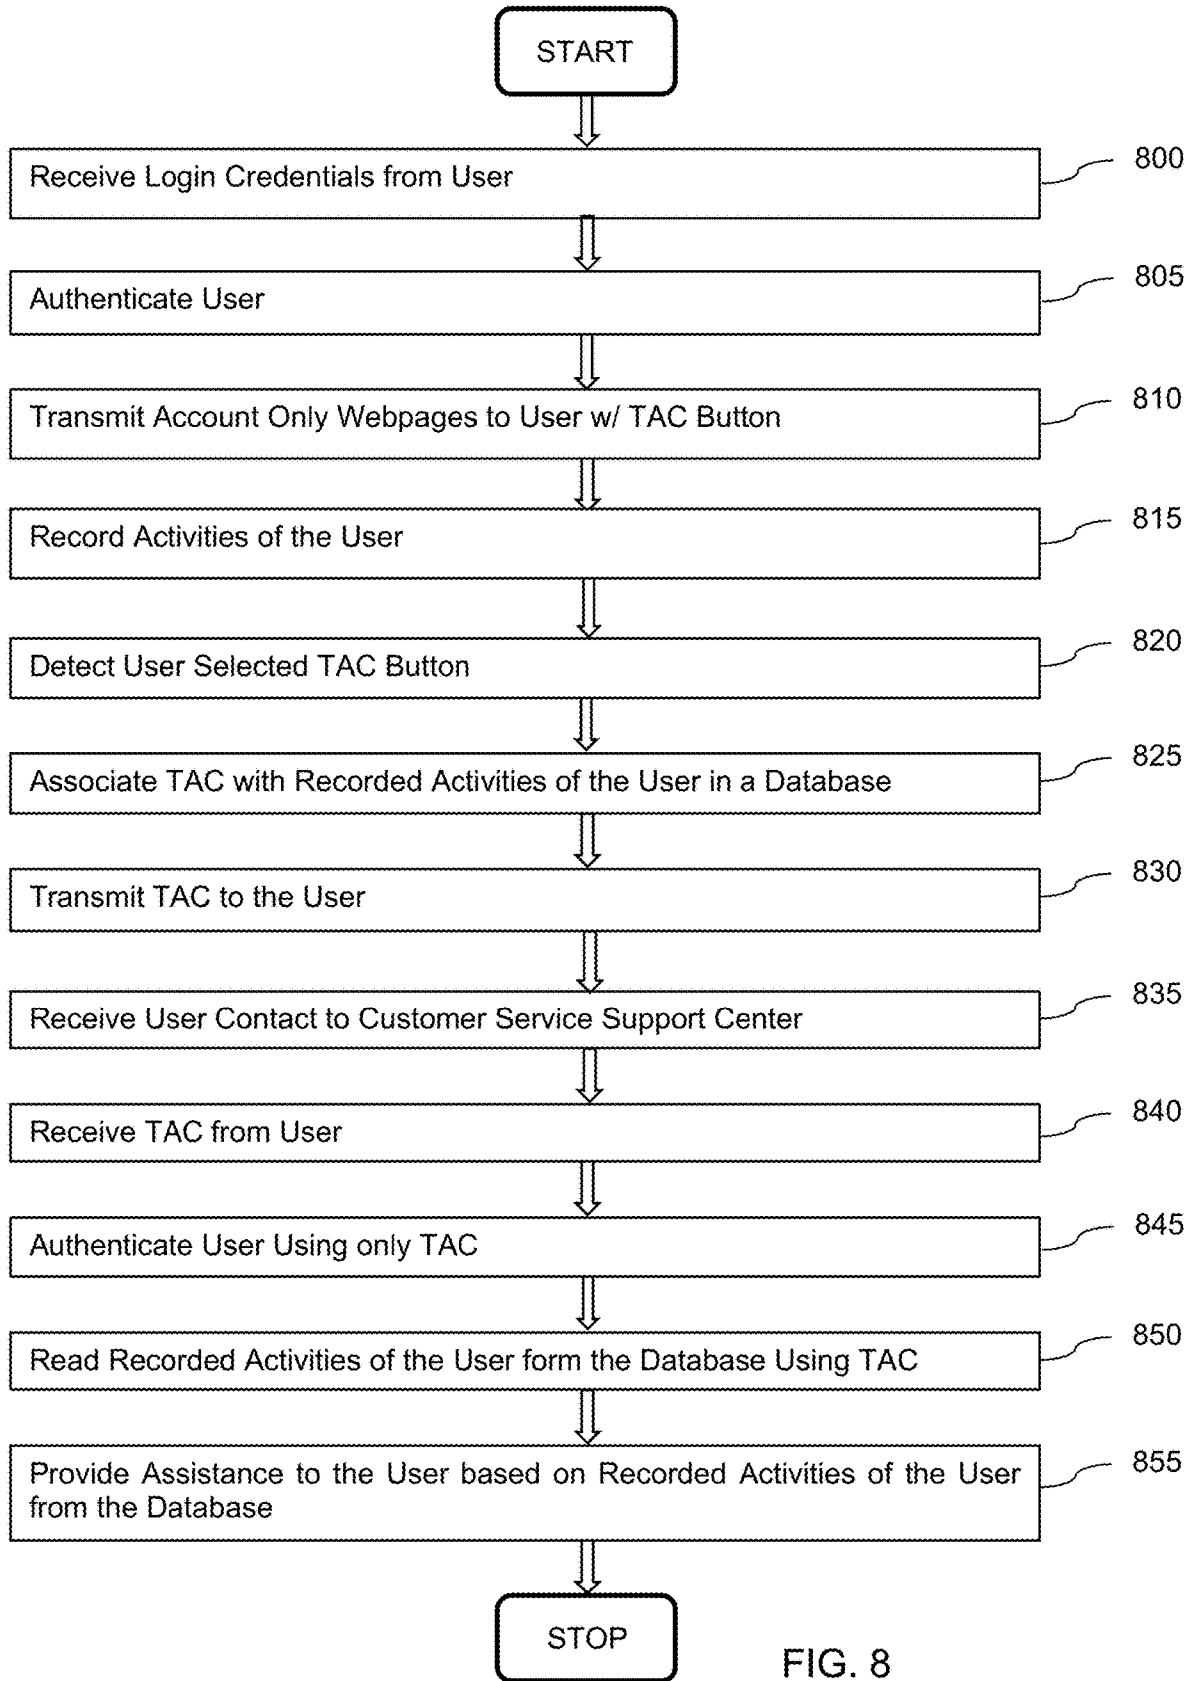 START
Receive Login Credentials from User
800
Authenticate User
805
Transmit Account Only Webpages to User w/ TAC Button
810
Record Activities of the User
815
Detect User Selected TAC Button
820
Associate TAC with Recorded Activities of the User in a Database
825
Transmit TAC to the User
830
Receive User Contact to Customer Service Support Center
835
Receive TAC from User
840
Authenticate User Using only TAC
845
Read Recorded Activities of the User form the Database Using TAC
850
Provide Assistance to the User based on Recorded Activities of the User
from the Database
855
STOP
FIG. 8